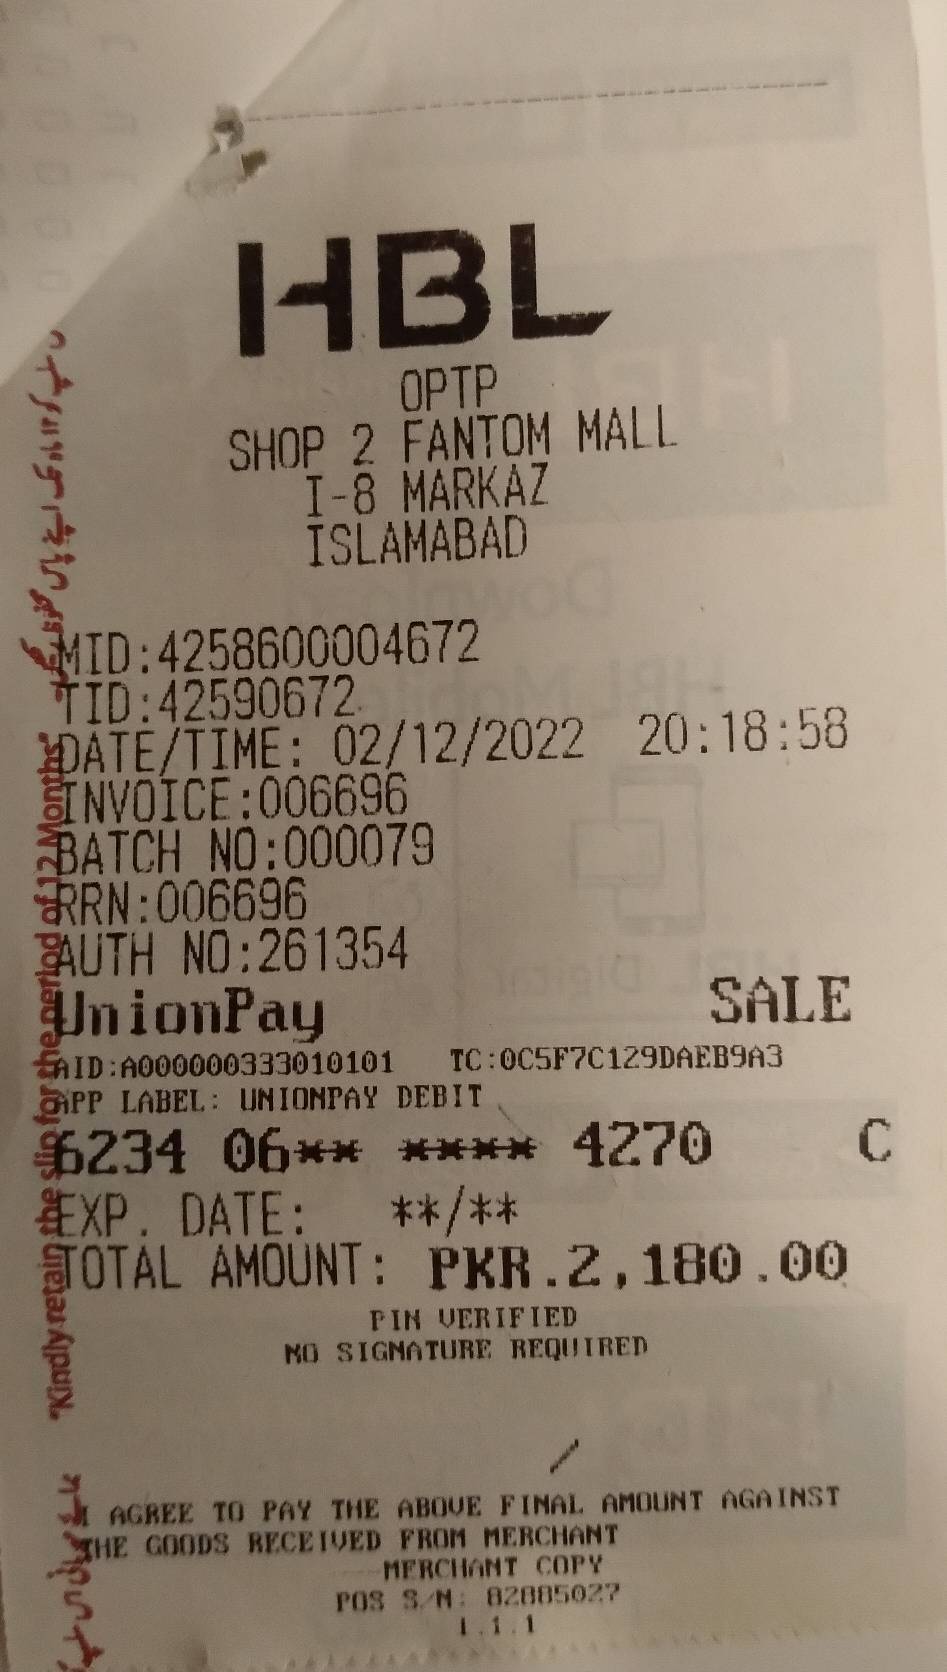 HBL
OPTP
SHOP 2 FANTOM MALL
I-8 MARKAZ
ISLAMABAD
MID:4258600004672
TID:42590672
DATE/TIME: 02/12/2022 20:18:58
INVOICE:006696
BATCH NO:000079
RRN:006696
AUTH NO:261354
UnionPay SALE
AID:A000000333010101 TC:0C5F7C129DAEB9A3
APP LABEL: UNIONPAY DEBIT
6234 06** **** 4270 C
EXP. DATE: **/**
TOTAL AMOUNT: PKR.2,180.00
PIN VERIFIED
NO SIGNATURE REQUIRED
I AGREE TO PAY THE ABOVE FINAL AMOUNT AGAINST
THE GOODS RECEIVED FROM MERCHANT
MERCHANT COPY
POS S/N: 82885027
1.1.1
"Kindly retain the slip for the period of 12 Months"